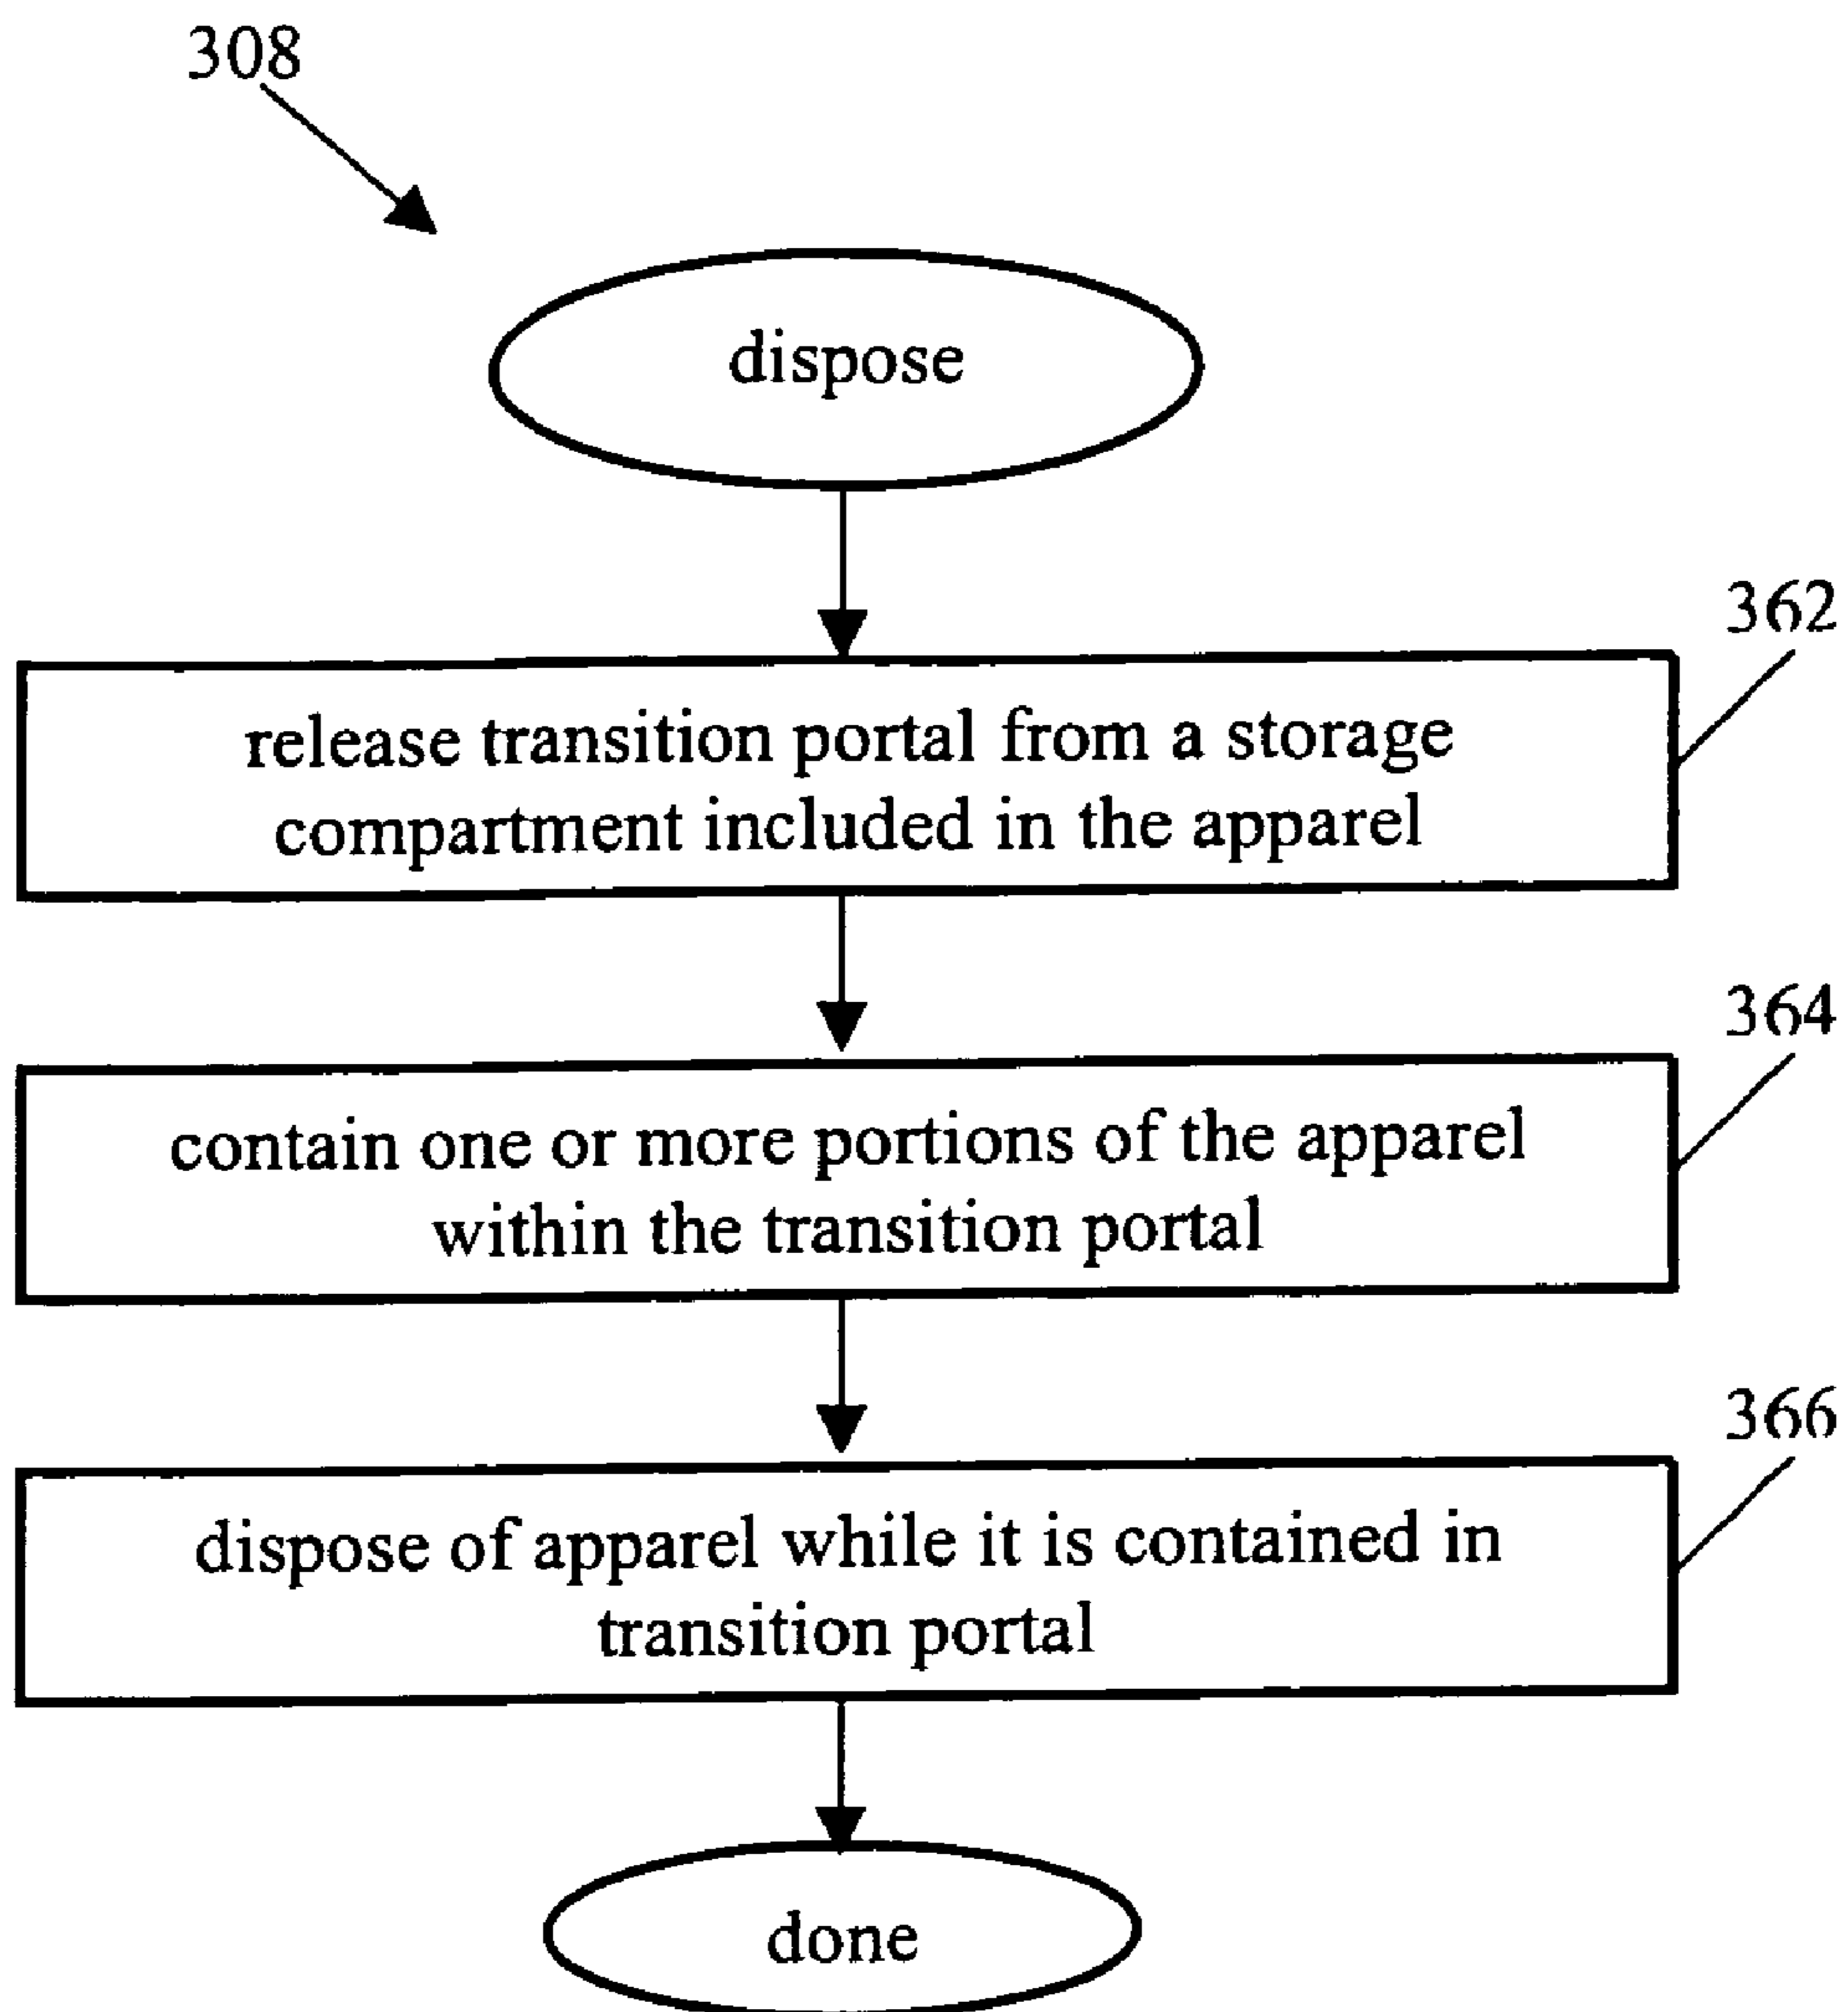 308
dispose
362
release transition portal from a storage
compartment included in the apparel
364
contain one or more portions of the apparel
within the transition portal
366
dispose of apparel while it is contained in
transition portal
done